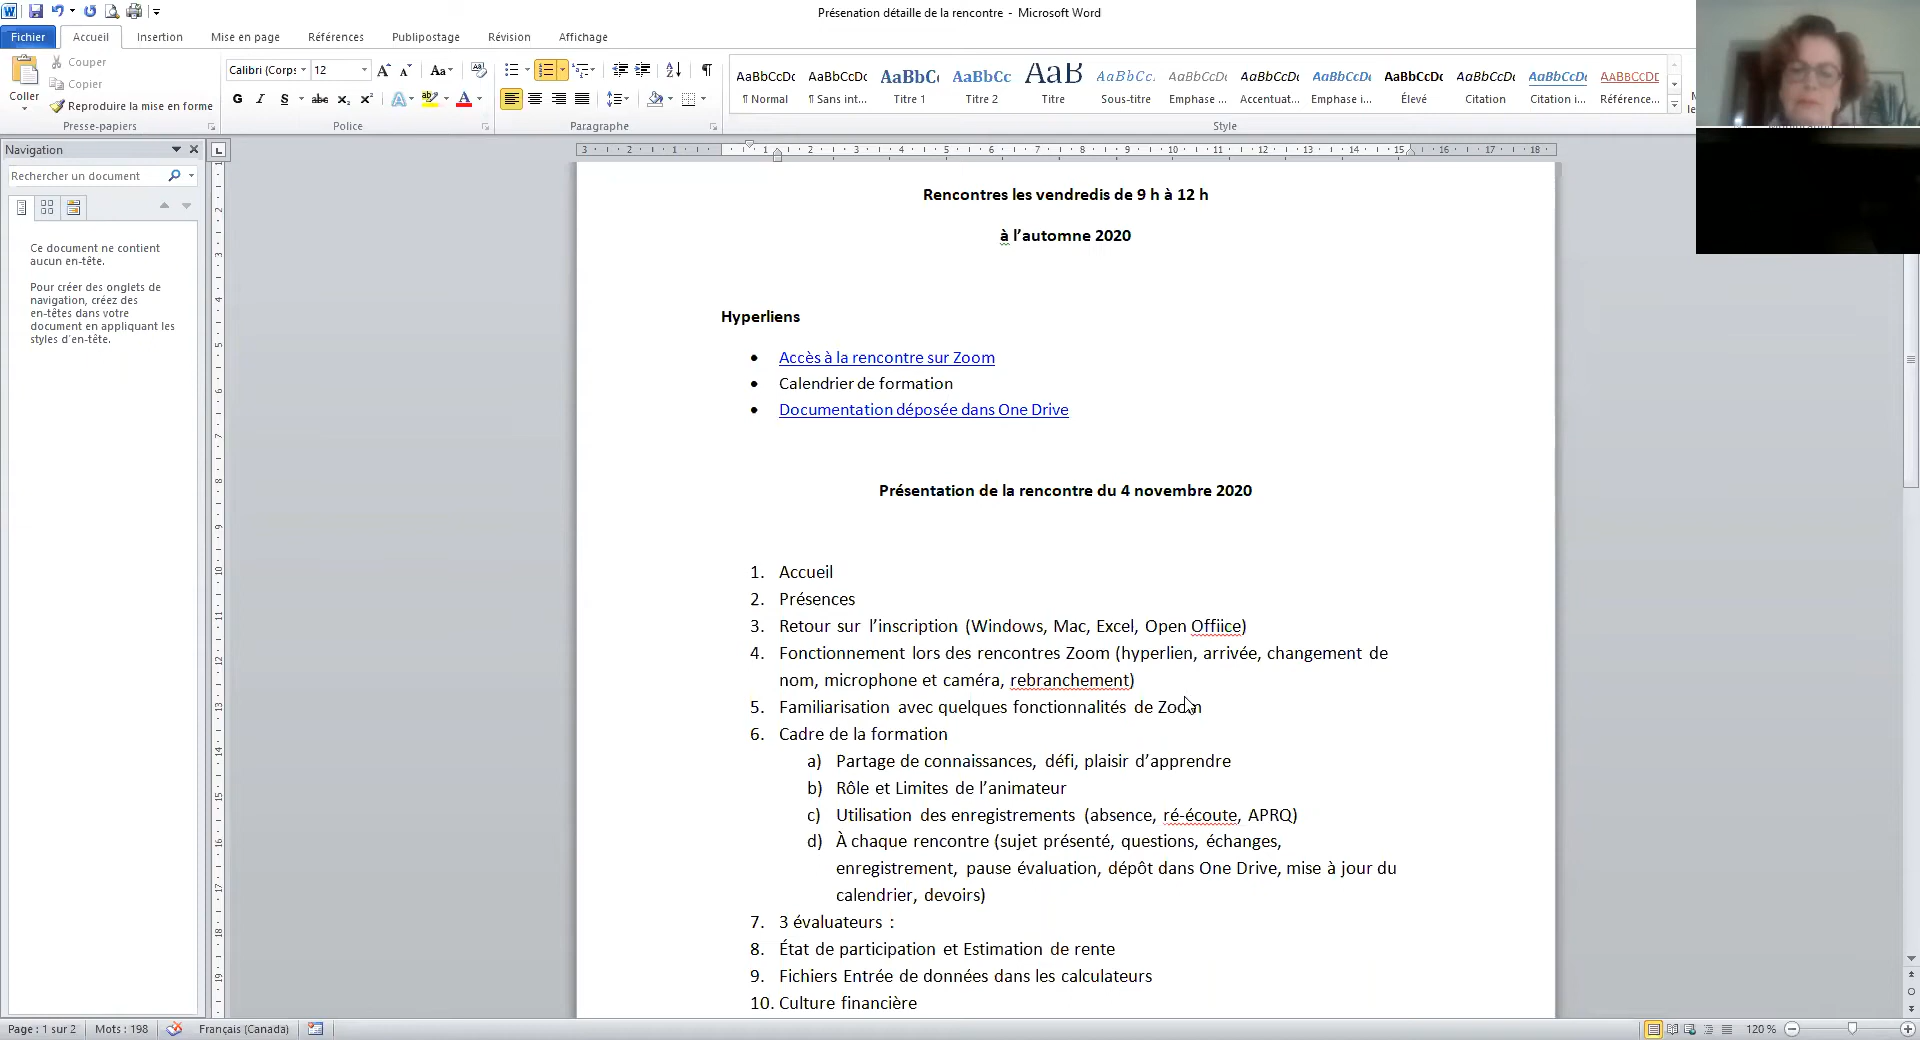 Présenation détaille de la rencontre - Microsoft Word
Fichier Accueil Insertion Mise en page Références Publipostage Révision Affichage
Coller
Couper
Copier
Reproduire la mise en forme
Presse-papiers
Calibri (Corps 12
Police
Paragraphe
AaBbCcDc AaBbCcDc AaBbC( AaBbCc AaB AaBbCc. AaBbCcDc AaBbCcDc AaBbCcDc AaBbCcDc AaBbCcDc AaBbCcDc AABBCCDE
¶ Normal ¶ Sans int... Titre 1 Titre 2 Titre Sous-titre Emphase ... Accentuat... Emphase i... Élevé Citation Citation i... Référence...
Style
Navigation
Rechercher un document
Ce document ne contient
aucun en-tête.
Pour créer des onglets de
navigation, créez des
en-têtes dans votre
document en appliquant les
styles d'en-tête.
Rencontres les vendredis de 9 h à 12 h
à l’automne 2020
Hyperliens
• Accès à la rencontre sur Zoom
• Calendrier de formation
• Documentation déposée dans One Drive
Présentation de la rencontre du 4 novembre 2020
1. Accueil
2. Présences
3. Retour sur l’inscription (Windows, Mac, Excel, Open Offiice)
4. Fonctionnement lors des rencontres Zoom (hyperlien, arrivée, changement de
nom, microphone et caméra, rebranchement)
5. Familiarisation avec quelques fonctionnalités de Zoom
6. Cadre de la formation
a) Partage de connaissances, défi, plaisir d’apprendre
b) Rôle et Limites de l’animateur
c) Utilisation des enregistrements (absence, ré-écoute, APRQ)
d) À chaque rencontre (sujet présenté, questions, échanges,
enregistrement, pause évaluation, dépôt dans One Drive, mise à jour du
calendrier, devoirs)
7. 3 évaluateurs :
8. État de participation et Estimation de rente
9. Fichiers Entrée de données dans les calculateurs
10. Culture financière
Page : 1 sur 2 Mots : 198 Français (Canada) 120 %